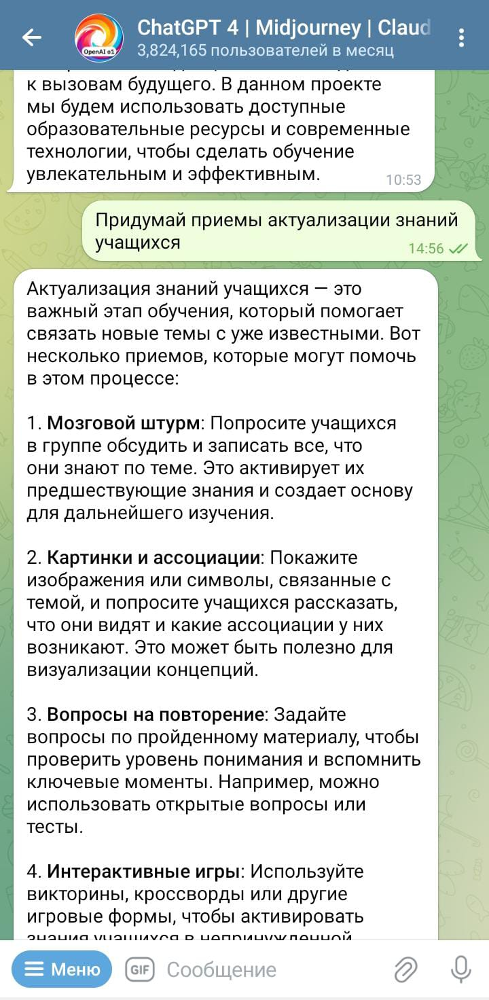 ChatGPT 4 | Midjourney | Claud
OpenAI o1
3,824,165 пользователей в месяц
к вызовам будущего. В данном проекте
мы будем использовать доступные
образовательные ресурсы и современные
технологии, чтобы сделать обучение
увлекательным и эффективным.
10:53
Придумай приемы актуализации знаний
учащихся
14:56
Актуализация знаний учащихся — это
важный этап обучения, который помогает
связать новые темы с уже известными. Вот
несколько приемов, которые могут помочь
в этом процессе:
1. Мозговой штурм: Попросите учащихся
в группе обсудить и записать все, что
они знают по теме. Это активирует их
предшествующие знания и создает основу
для дальнейшего изучения.
2. Картинки и ассоциации: Покажите
изображения или символы, связанные с
темой, и попросите учащихся рассказать,
что они видят и какие ассоциации у них
возникают. Это может быть полезно для
визуализации концепций.
3. Вопросы на повторение: Задайте
вопросы по пройденному материалу, чтобы
проверить уровень понимания и вспомнить
ключевые моменты. Например, можно
использовать открытые вопросы или
тесты.
4. Интерактивные игры: Используйте
викторины, кроссворды или другие
игровые формы, чтобы активировать
знания учащихся в непринужденной
Меню
GIF
Сообщение